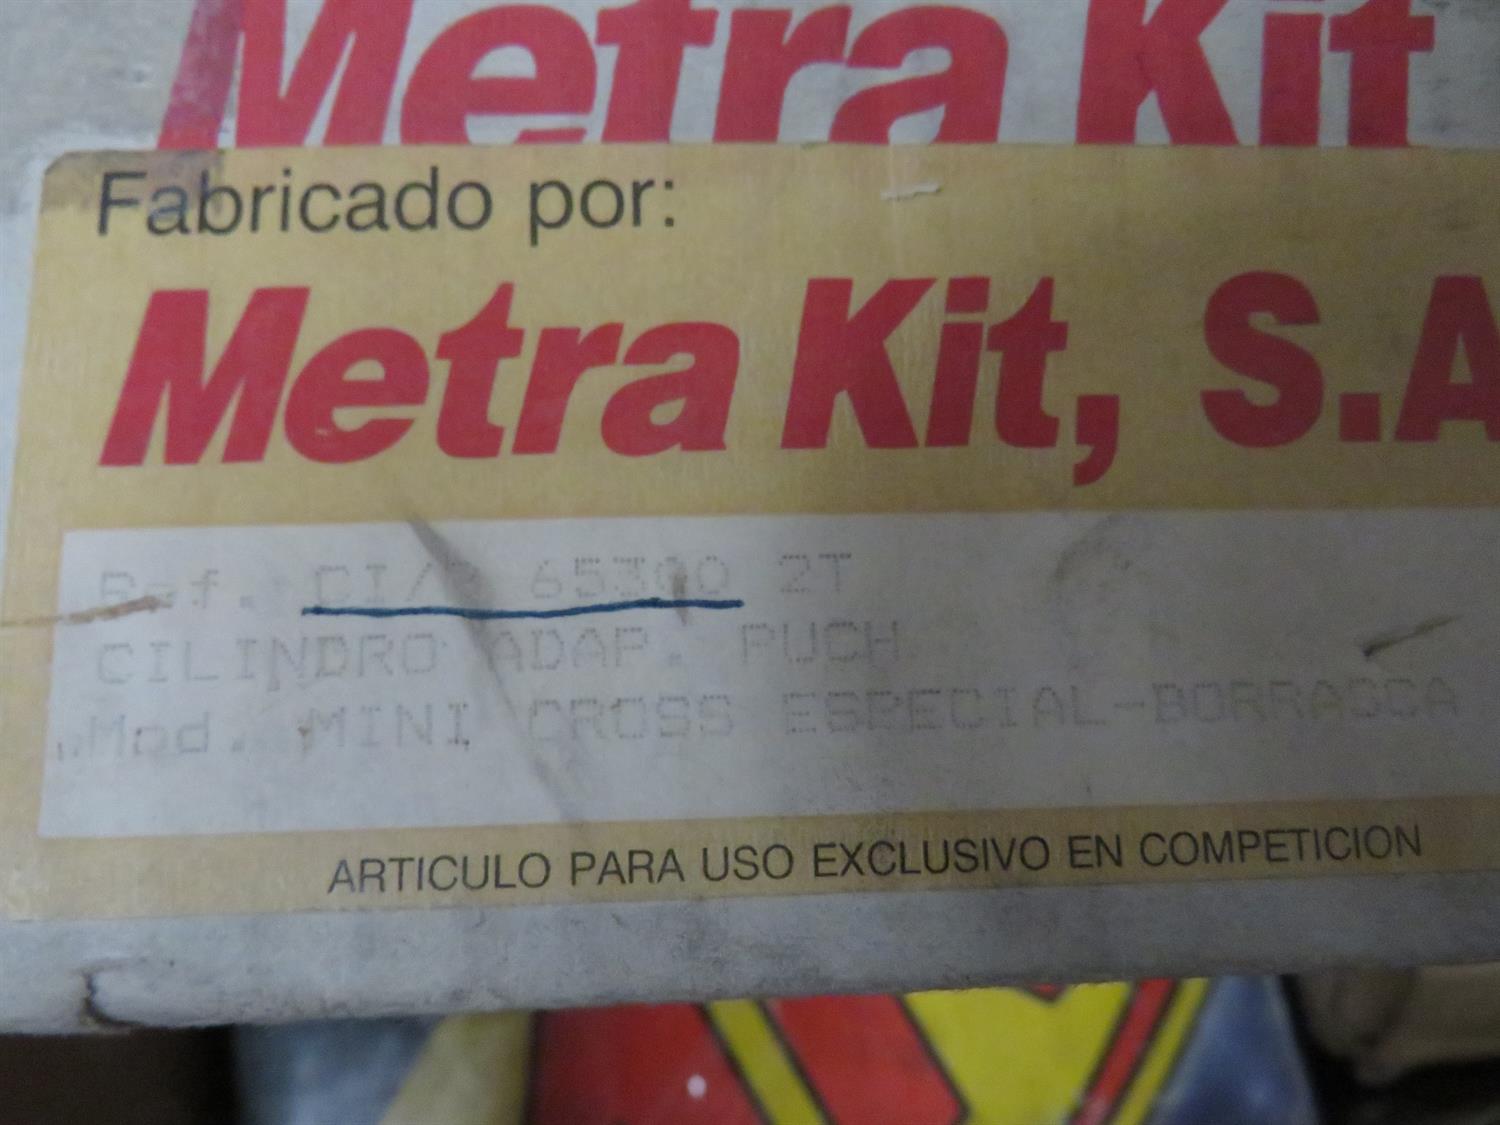 Metra Kit
Fabricado por:
Metra Kit, S.A
Ref. 65300 2T
CILINDRO ADAP. PUCH
Mod. MINI CROSS ESPECIAL-BORRASCA
ARTICULO PARA USO EXCLUSIVO EN COMPETICION